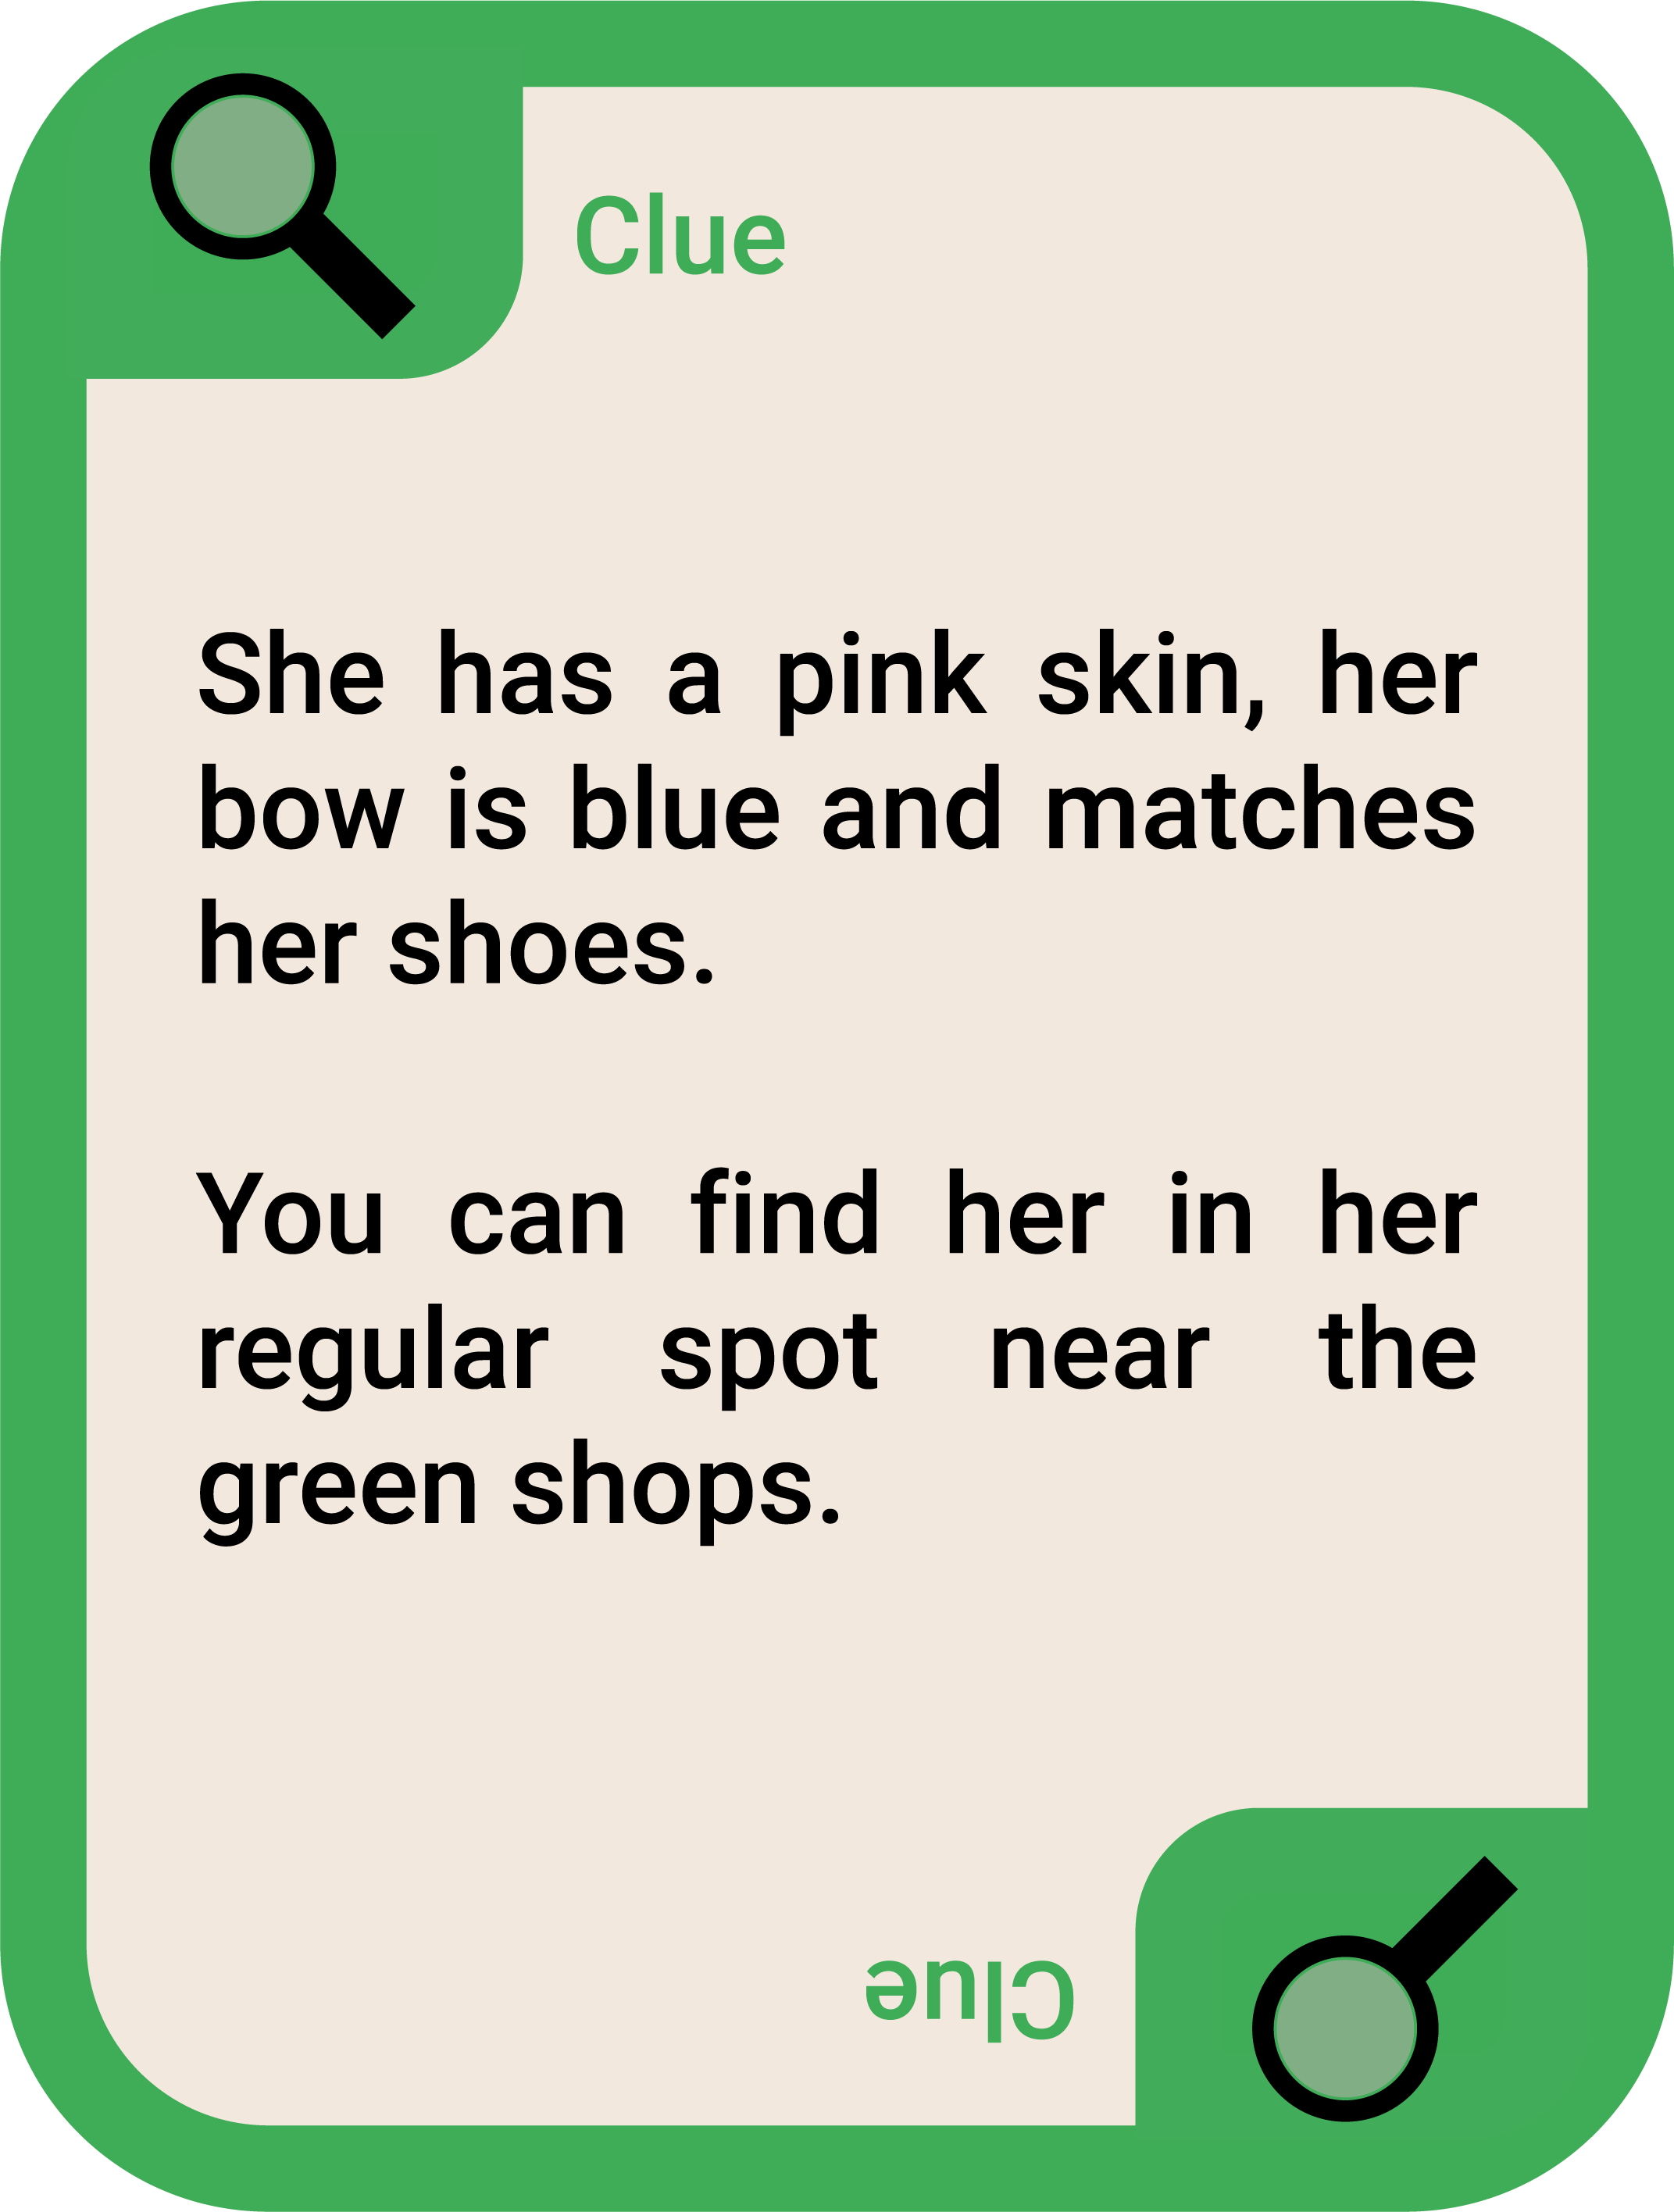 Clue
She has a pink skin, her
bow is blue and matches
her shoes.
You can find her in her
regular spot near the
green shops.
Clue